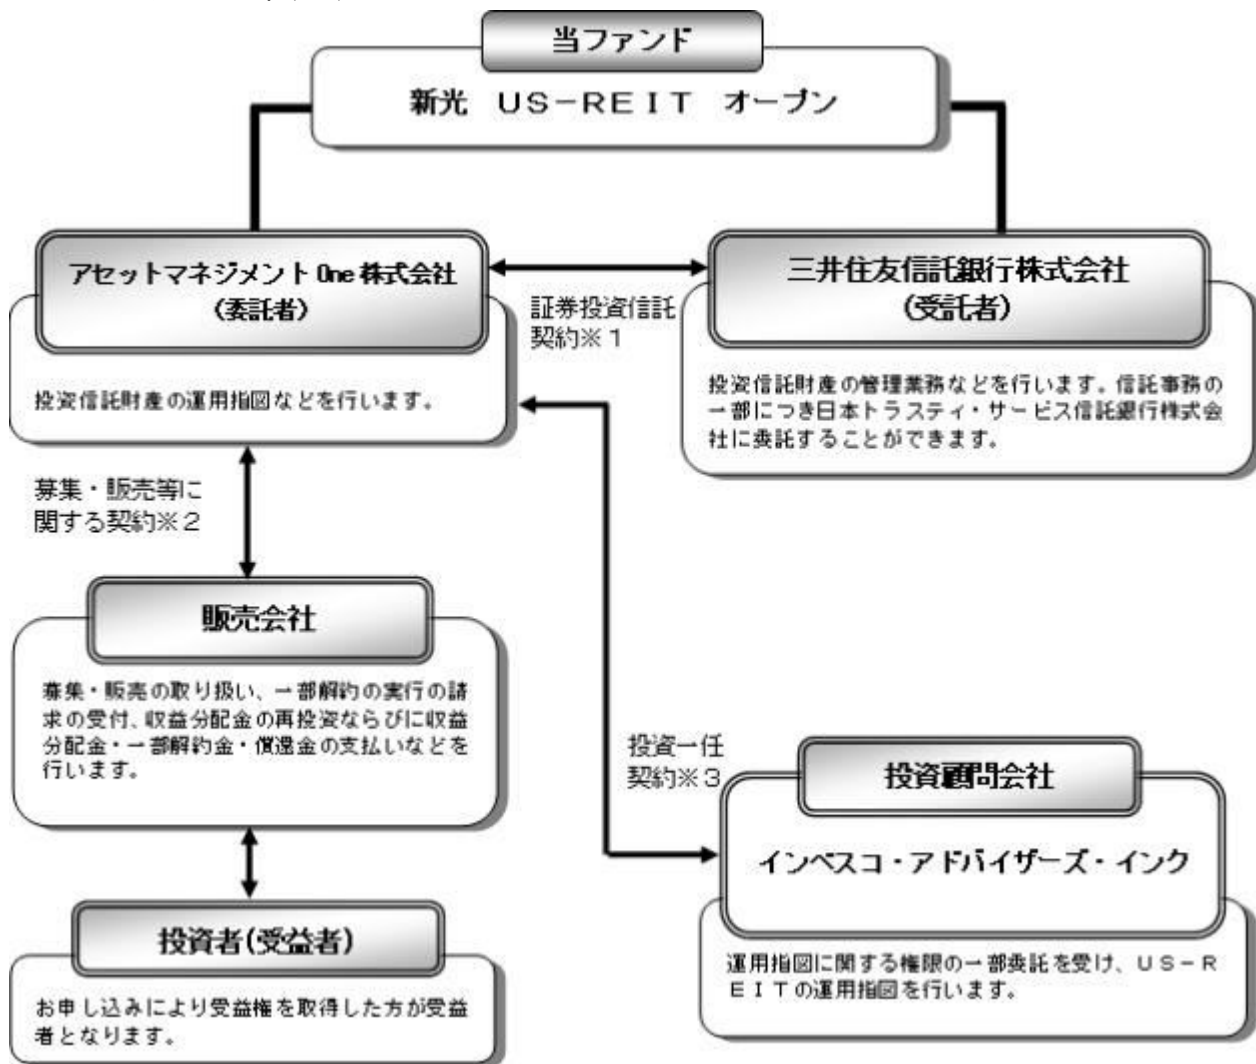 当ファンド
新光 US-REIT オープン
アセットマネジメント One 株式会社
(委託者)
投資信託財産の運用指図などを行います。
証券投資信託
契約※1
三井住友信託銀行株式会社
(受託者)
投資信託財産の管理業務などを行います。信託事務の
一部につき日本トラスティ・サービス信託銀行株式会
社に委託することができます。
募集・販売等に
関する契約※2
販売会社
募集・販売の取り扱い、一部解約の実行の請
求の受付、収益分配金の再投資ならびに収益
分配金・一部解約金・償還金の支払いなどを
行います。
投資一任
契約※3
投資顧問会社
インベスコ・アドバイザーズ・インク
運用指図に関する権限の一部委託を受け、US-R
EITの運用指図を行います。
投資者(受益者)
お申し込みにより受益権を取得した方が受益
者となります。